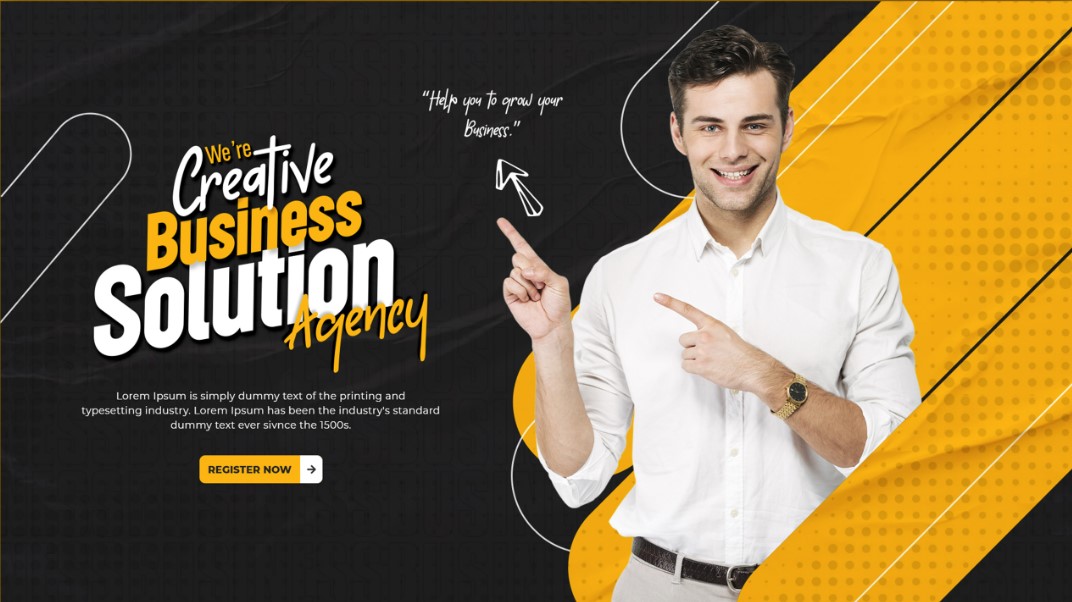 We're
Creative
Business
Solution
Agency
"Help you to grow your
Business."
Lorem Ipsum is simply dummy text of the printing and
typesetting industry. Lorem Ipsum has been the industry's standard
dummy text ever sivnce the 1500s.
REGISTER NOW